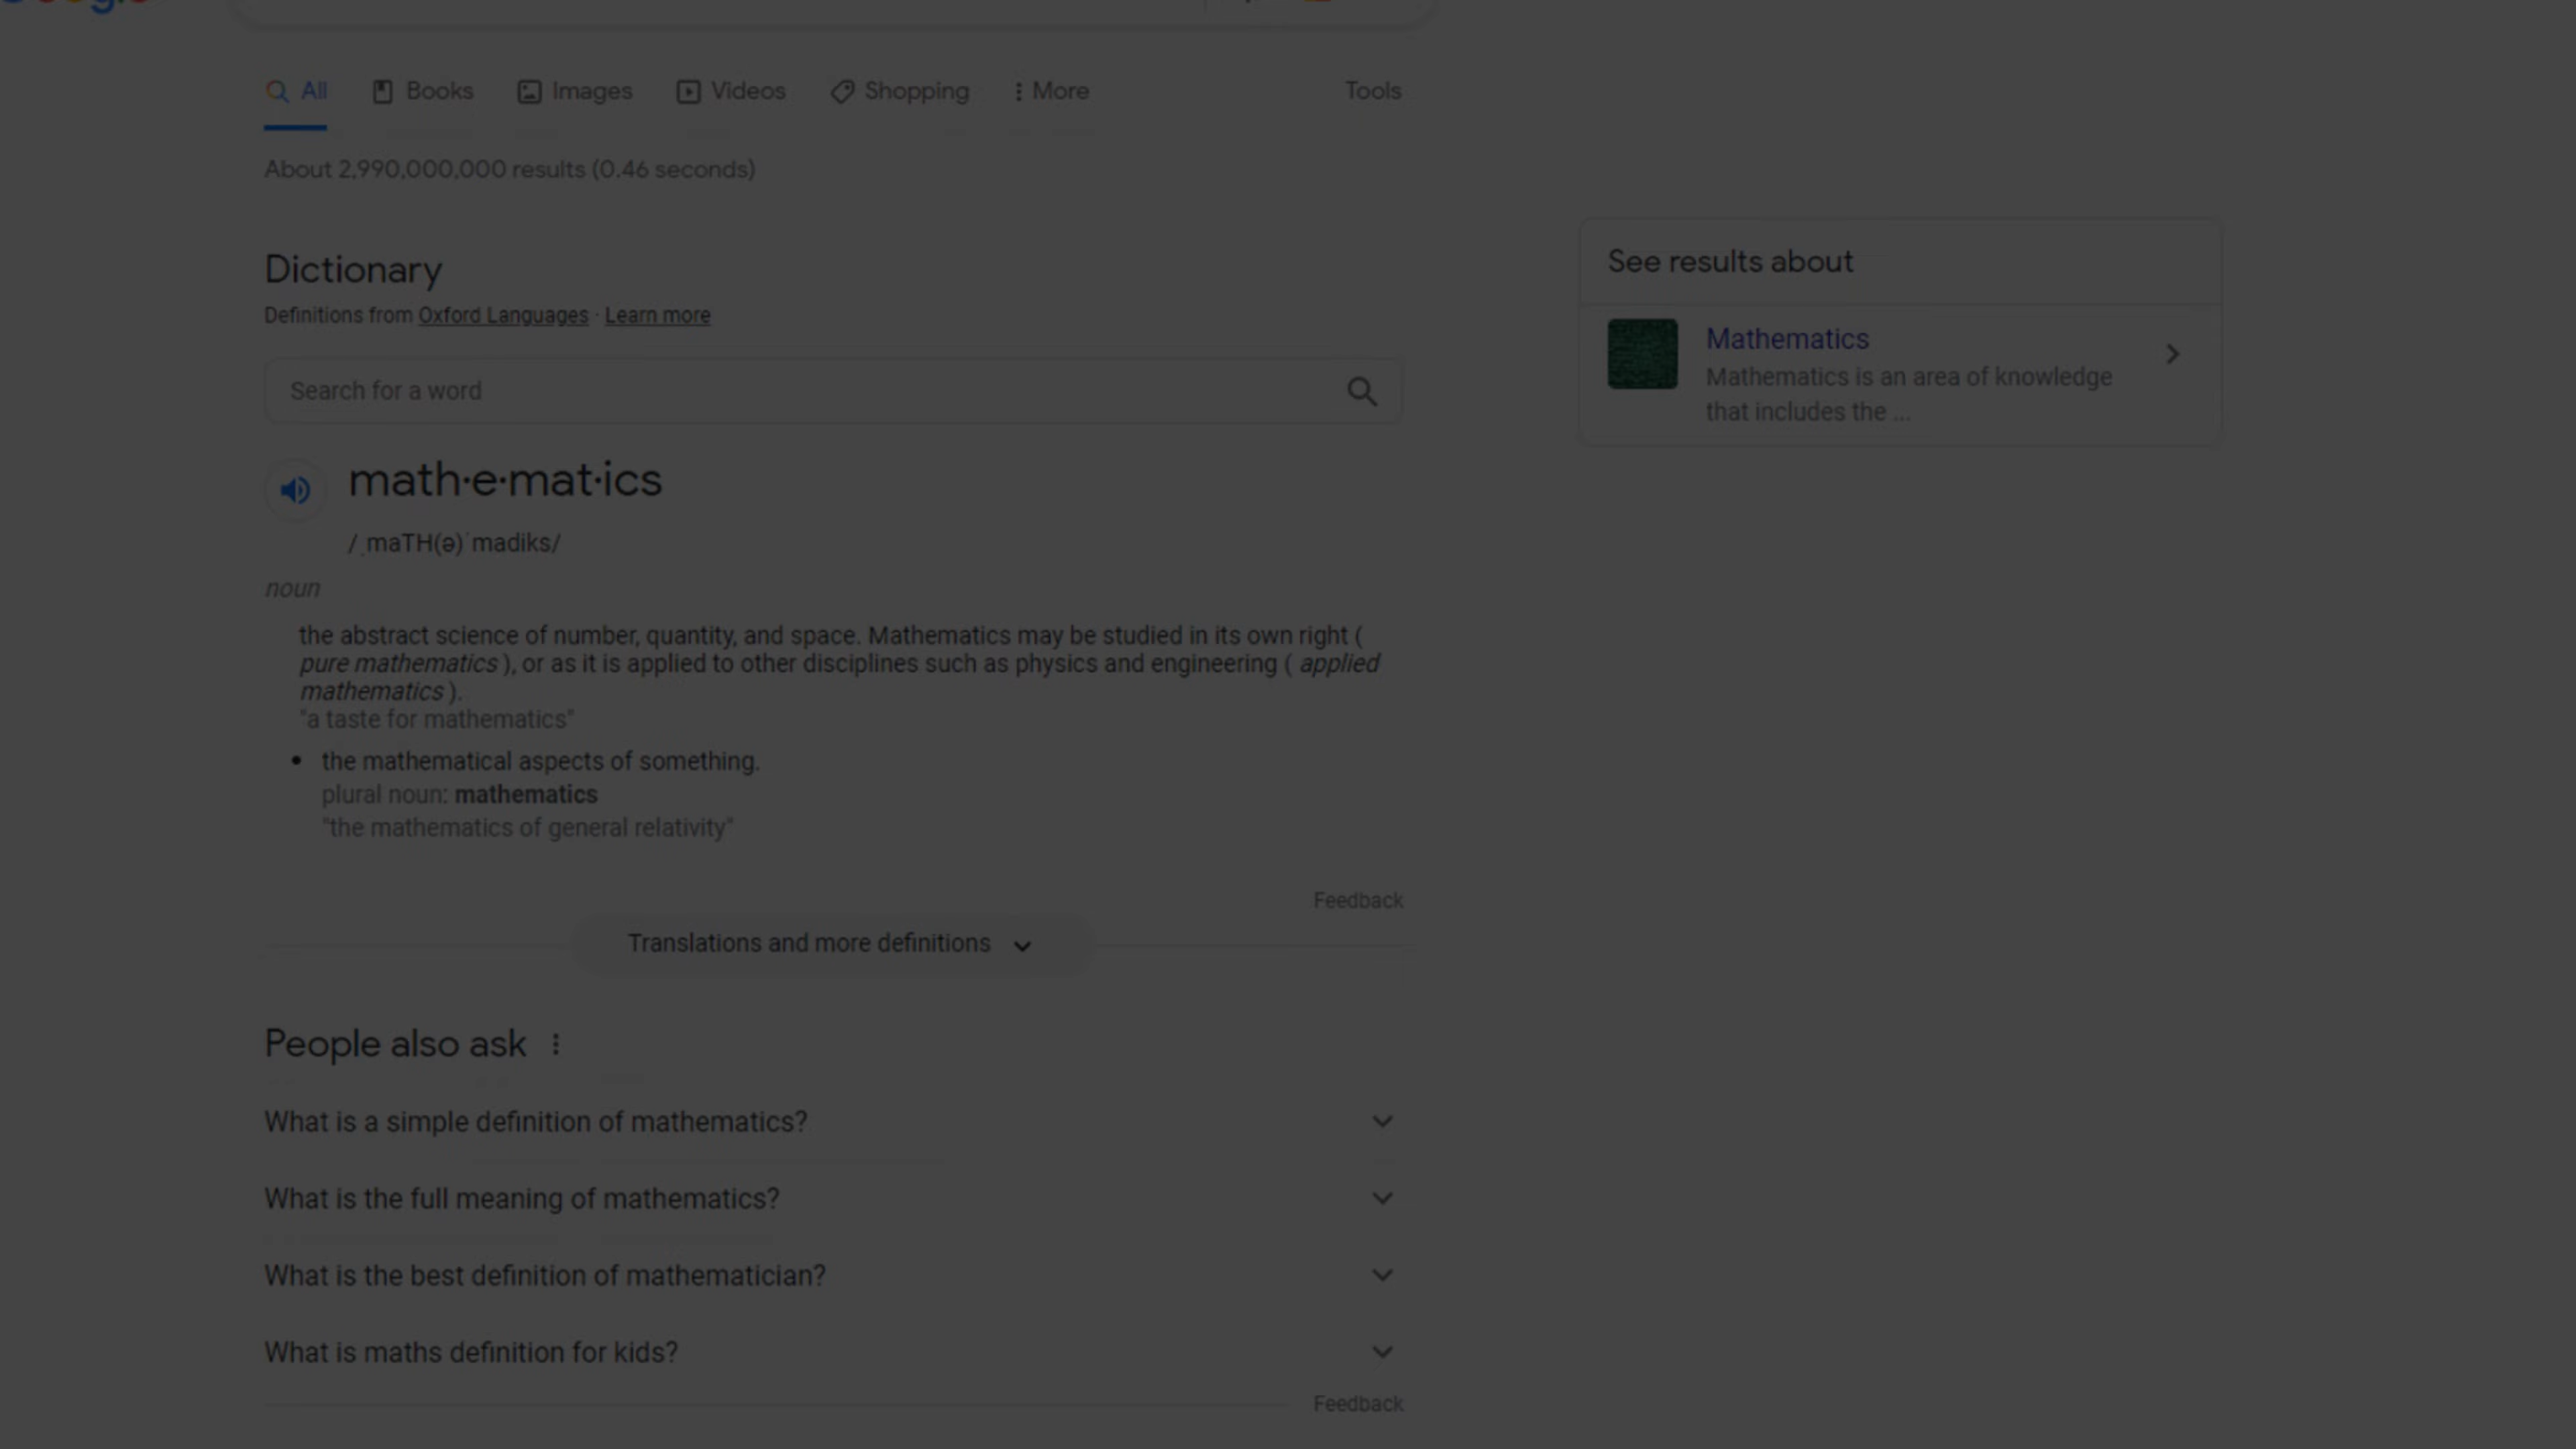 All Books Images Videos Shopping More Tools
About 2,990,000,000 results (0.46 seconds)
Dictionary
Definitions from Oxford Languages · Learn more
Search for a word
math·e·mat·ics
/ˌmaTH(ə)ˈmadiks/
noun
the abstract science of number, quantity, and space. Mathematics may be studied in its own right (
pure mathematics ), or as it is applied to other disciplines such as physics and engineering ( applied
mathematics ).
"a taste for mathematics"
• the mathematical aspects of something.
plural noun: mathematics
"the mathematics of general relativity"
Feedback
Translations and more definitions
People also ask
What is a simple definition of mathematics?
What is the full meaning of mathematics?
What is the best definition of mathematician?
What is maths definition for kids?
Feedback
See results about
Mathematics
Mathematics is an area of knowledge
that includes the ...